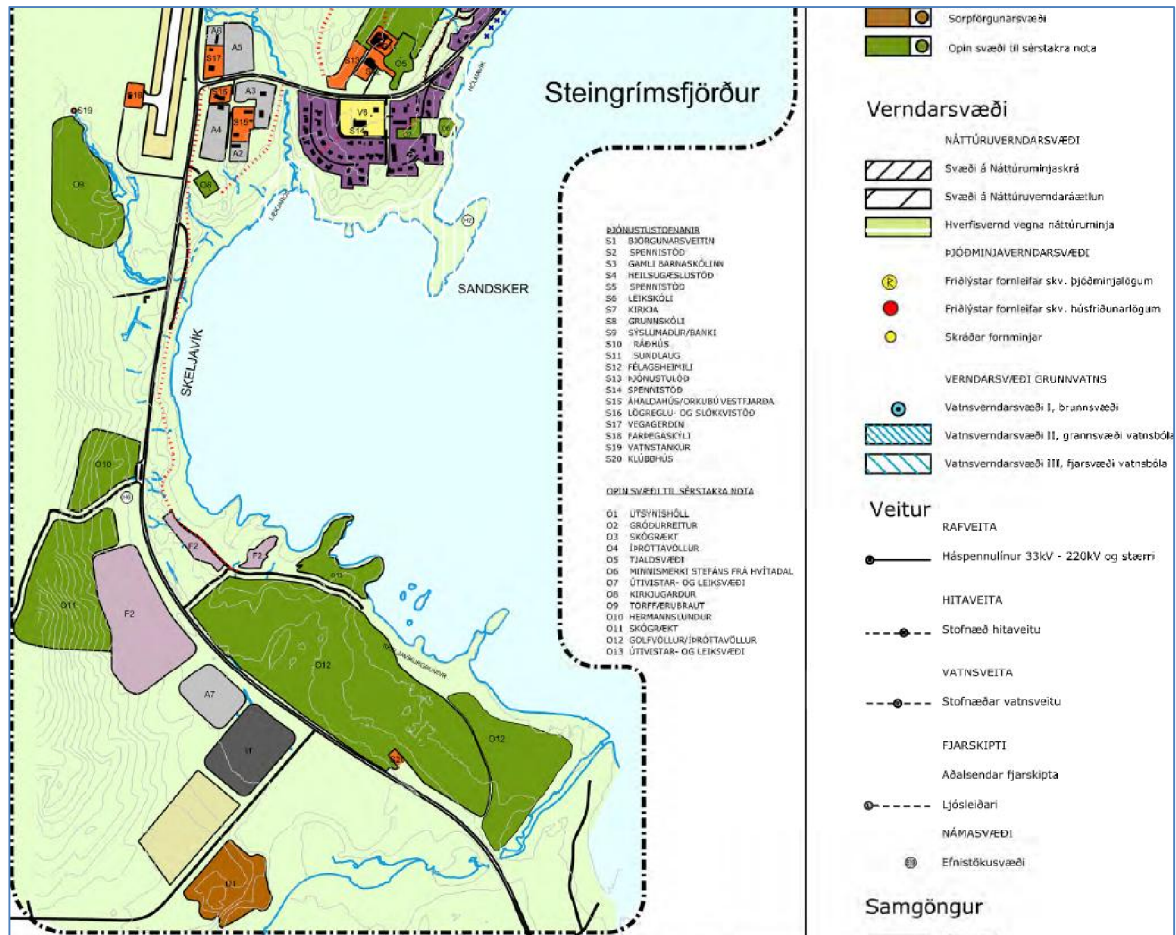 Steingrímsfjörður
SANDSKER
SKELJAVÍK
HÓLMAVÍK
A6
A5
S17
S18
S19
A3
A4
S15
A2
O8
O9
O5
S13
V6
S14
H2
O10
H6
F2
F2
O11
F2
A7
O12
O12
ÞJÓNUSTUSTOFNANIR
S1 BJÖRGUNARSVEITIN
S2 SPENNISTÖÐ
S3 GAMLI BARNASKÓLINN
S4 HEILSUGÆSLUSTÖÐ
S5 SPENNISTÖÐ
S6 LEIKSKÓLI
S7 KIRKJA
S8 GRUNNSKÓLI
S9 SÝSLUMAÐUR/BANKI
S10 RÁÐHÚS
S11 SUNDLAUG
S12 FÉLAGSHEIMILI
S13 ÞJÓNUSTULÓÐ
S14 SPENNISTÖÐ
S15 ÁHALDAHÚS/ORKUBÚ VESTFJARÐA
S16 LÖGREGLU- OG SLÖKKVISTÖÐ
S17 VEGAGERÐIN
S18 FARÞEGASKÝLI
S19 VATNSTANKUR
S20 KLÚBBHÚS
OPIN SVÆÐI TIL SÉRSTAKRA NOTA
O1 ÚTSÝNISHÓLL
O2 GRÓÐURREITUR
O3 SKÓGRÆKT
O4 ÍÞRÓTTAVÖLLUR
O5 TJALDSVÆÐI
O6 MINNISMERKI STEFÁNS FRÁ HVÍTADAL
O7 ÚTIVISTAR- OG LEIKSVÆÐI
O8 KIRKJUGARÐUR
O9 TORFÆRUBRAUT
O10 HERMANNSLUNDUR
O11 SKÓGRÆKT
O12 GOLFVÖLLUR/ÍÞRÓTTAVÖLLUR
O13 ÚTIVISTAR- OG LEIKSVÆÐI
Sorpförgunarsvæði
Opin svæði til sérstakra nota
Verndarsvæði
NÁTTÚRUVERNDARSVÆÐI
Svæði á Náttúruminjaskrá
Svæði á Náttúruverndaráætlun
Hverfisvernd vegna náttúruminja
ÞJÓÐMINJAVERNDARSVÆÐI
R Friðlýstar fornleifar skv. þjóðminjalögum
Friðlýstar fornleifar skv. húsfriðunarlögum
Skráðar fornminjar
VERNDARSVÆÐI GRUNNVATNS
Vatnsverndarsvæði I, brunnsvæði
Vatnsverndarsvæði II, grannsvæði vatnsbóla
Vatnsverndarsvæði III, fjarsvæði vatnsbóla
Veitur
RAFVEITA
Háspennulínur 33kV - 220kV og stærri
HITAVEITA
Stofnæð hitaveitu
VATNSVEITA
Stofnæðar vatnsveitu
FJARSKIPTI
Aðalsendar fjarskipta
Ljósleiðari
NÁMASVÆÐI
Efnistökusvæði
Samgöngur